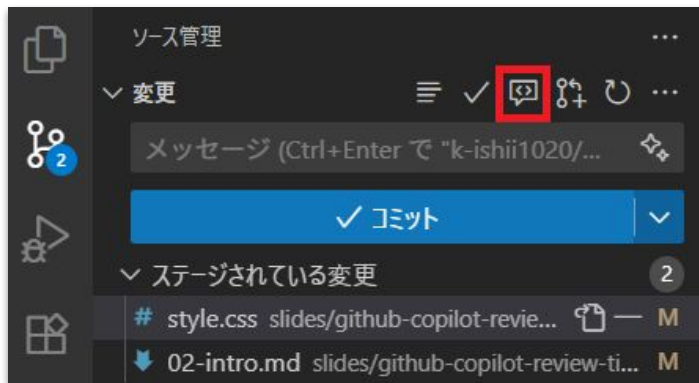 ソース管理
変更
メッセージ (Ctrl+Enter で "k-ishii1020/...
コミット
2
ステージされている変更 2
# style.css slides/github-copilot-revie... M
02-intro.md slides/github-copilot-review-ti... M